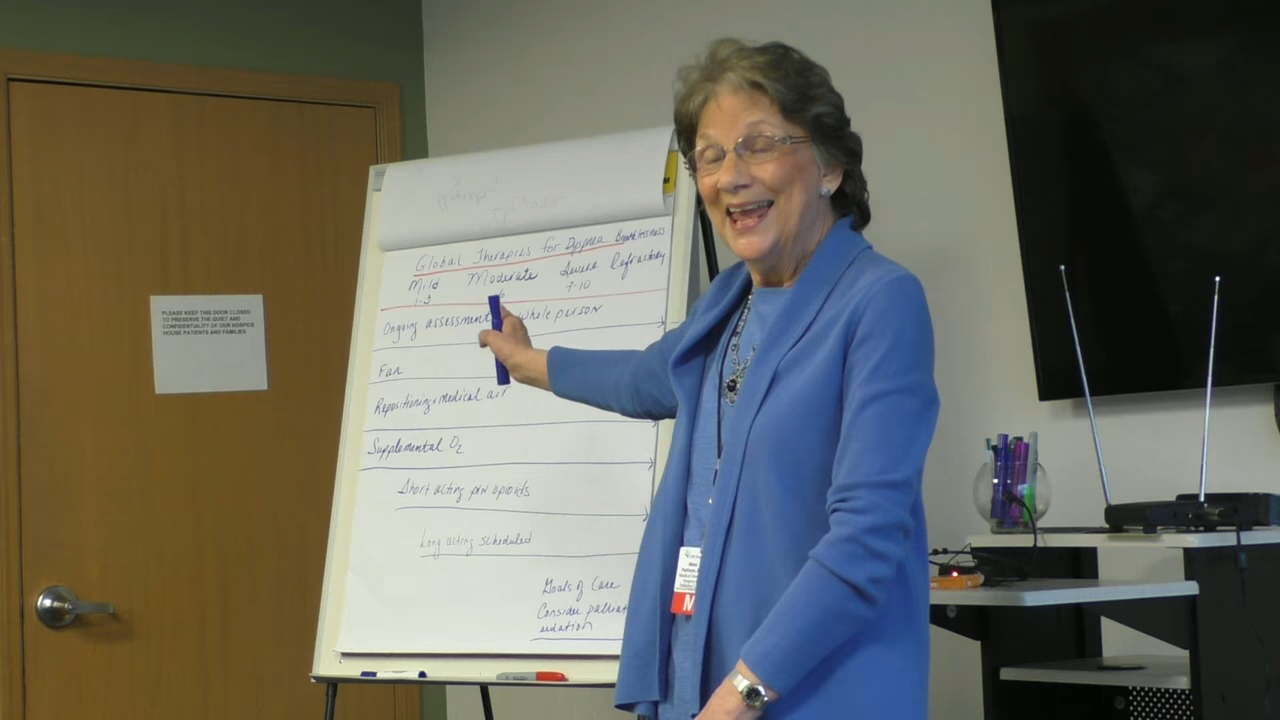 PLEASE KEEP THIS DOOR CLOSED
TO PRESERVE THE QUIET AND
CONFIDENTIALITY OF OUR HOSPICE
HOUSE PATIENTS AND FAMILIES
Global Therapies for Dyspnea Breathlessness
Mild Moderate Severe Refractory
1-3 7-10
Ongoing assessment whole person
Fan
Repositioning + medical air
Supplemental O2
Short acting prn opioids
Long acting scheduled
Goals of Care
Consider palliat
sedation
M